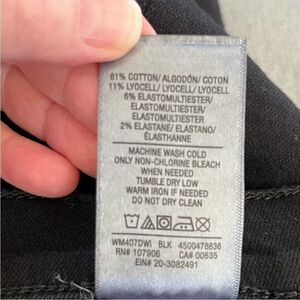 81% COTTON/ ALGODÓN/ COTON
11% LYOCELL/ LYOCELL/ LYOCELL
6% ELASTOMULTIESTER/
ELASTOMULTIESTER/
ELASTOMULTIESTER
2% ELASTANE/ ELASTANO/
ÉLASTHANNE
MACHINE WASH COLD
ONLY NON-CHLORINE BLEACH
WHEN NEEDED
TUMBLE DRY LOW
WARM IRON IF NEEDED
DO NOT DRY CLEAN
WM407DWI BLK 4500478636
RN# 107906 CA# 00635
EIN# 20-3082491